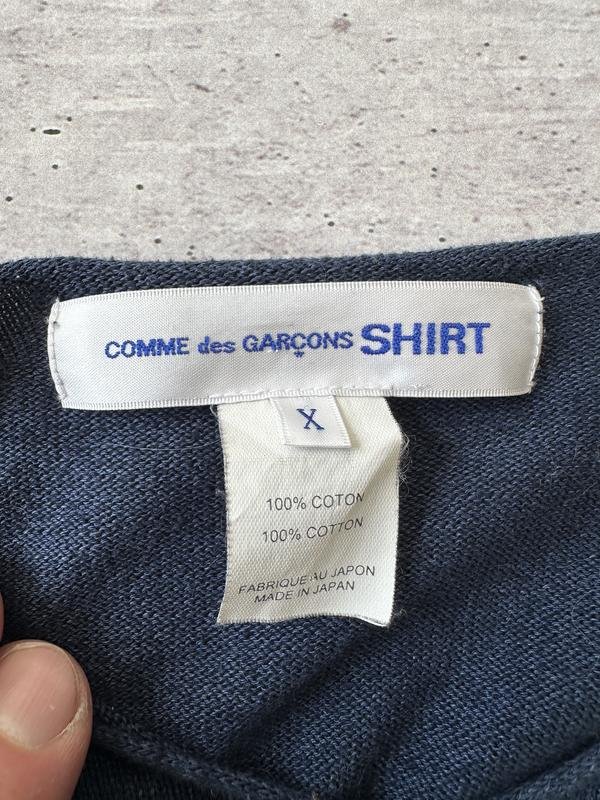 COMME des GARÇONS SHIRT
X
100% COTON
100% COTTON
FABRIQUE AU JAPON
MADE IN JAPAN